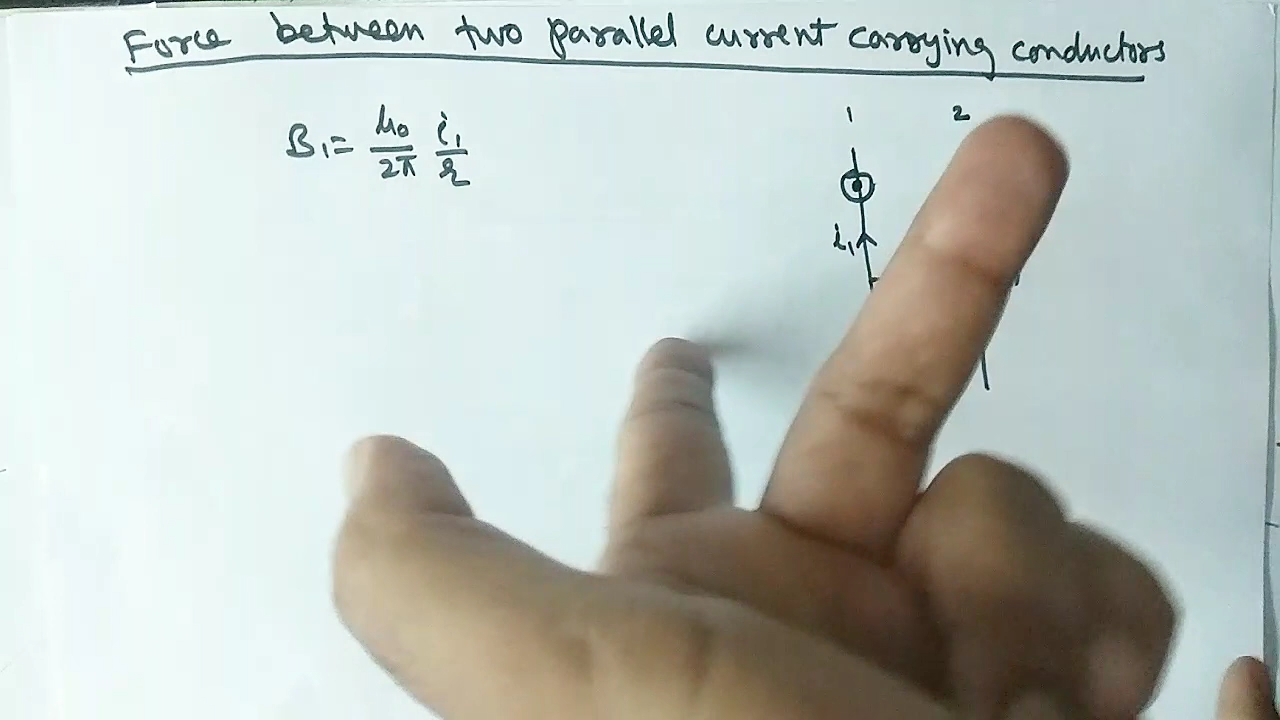 Force between two parallel current carrying conductors
1 2
B₁ = μ₀/2π i₁/r
i₁